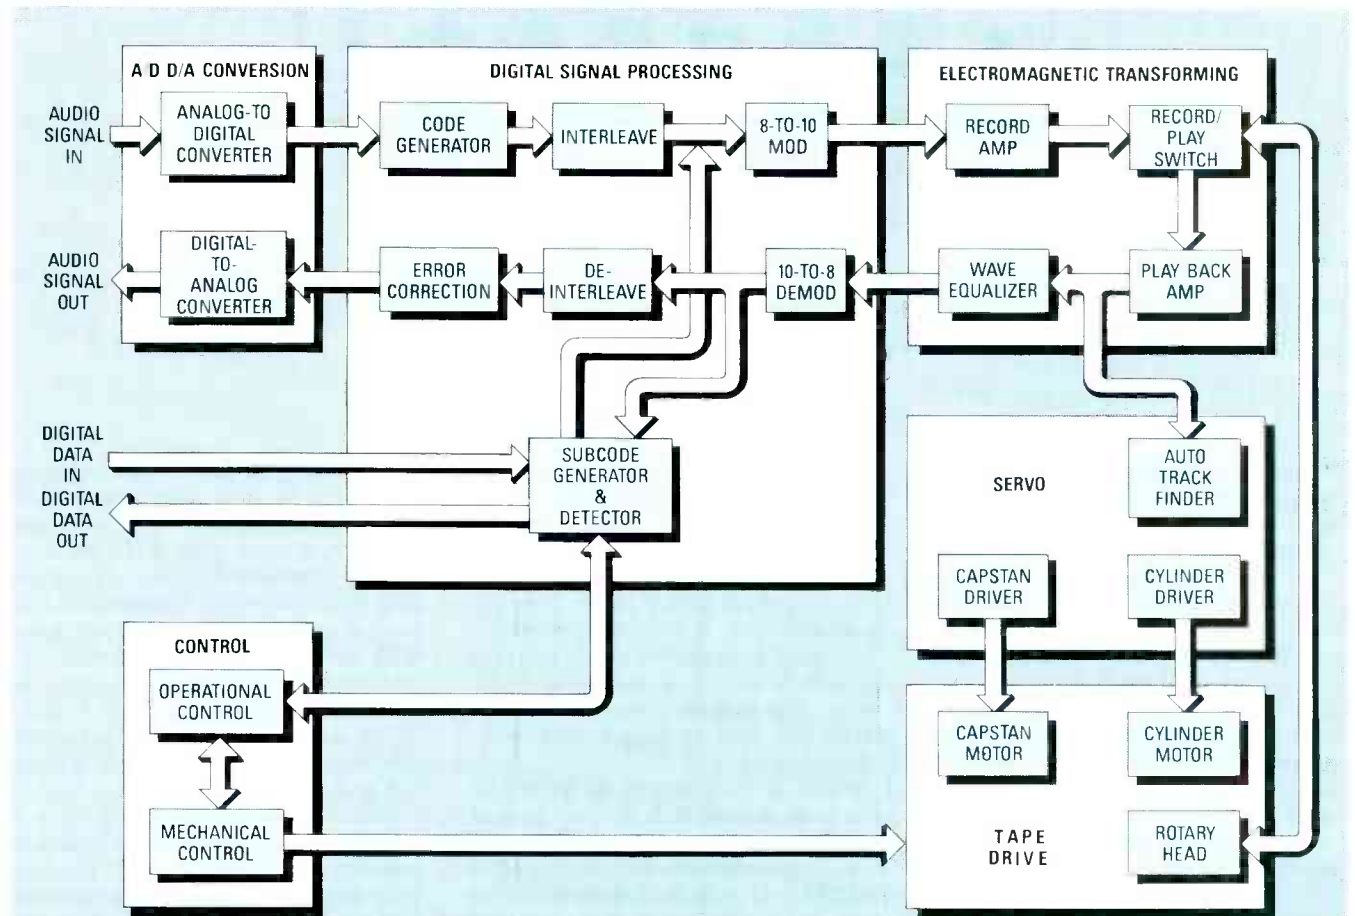 A D D/A CONVERSION
DIGITAL SIGNAL PROCESSING
ELECTROMAGNETIC TRANSFORMING
AUDIO
SIGNAL
IN
ANALOG-TO
DIGITAL
CONVERTER
CODE
GENERATOR
INTERLEAVE
8-TO-10
MOD
RECORD
AMP
RECORD/
PLAY
SWITCH
AUDIO
SIGNAL
OUT
DIGITAL-
TO-
ANALOG
CONVERTER
ERROR
CORRECTION
DE-
INTERLEAVE
10-TO-8
DEMOD
WAVE
EQUALIZER
PLAY BACK
AMP
DIGITAL
DATA
IN
DIGITAL
DATA
OUT
SUBCODE
GENERATOR
&
DETECTOR
SERVO
AUTO
TRACK
FINDER
CAPSTAN
DRIVER
CYLINDER
DRIVER
CONTROL
OPERATIONAL
CONTROL
MECHANICAL
CONTROL
CAPSTAN
MOTOR
CYLINDER
MOTOR
TAPE
DRIVE
ROTARY
HEAD